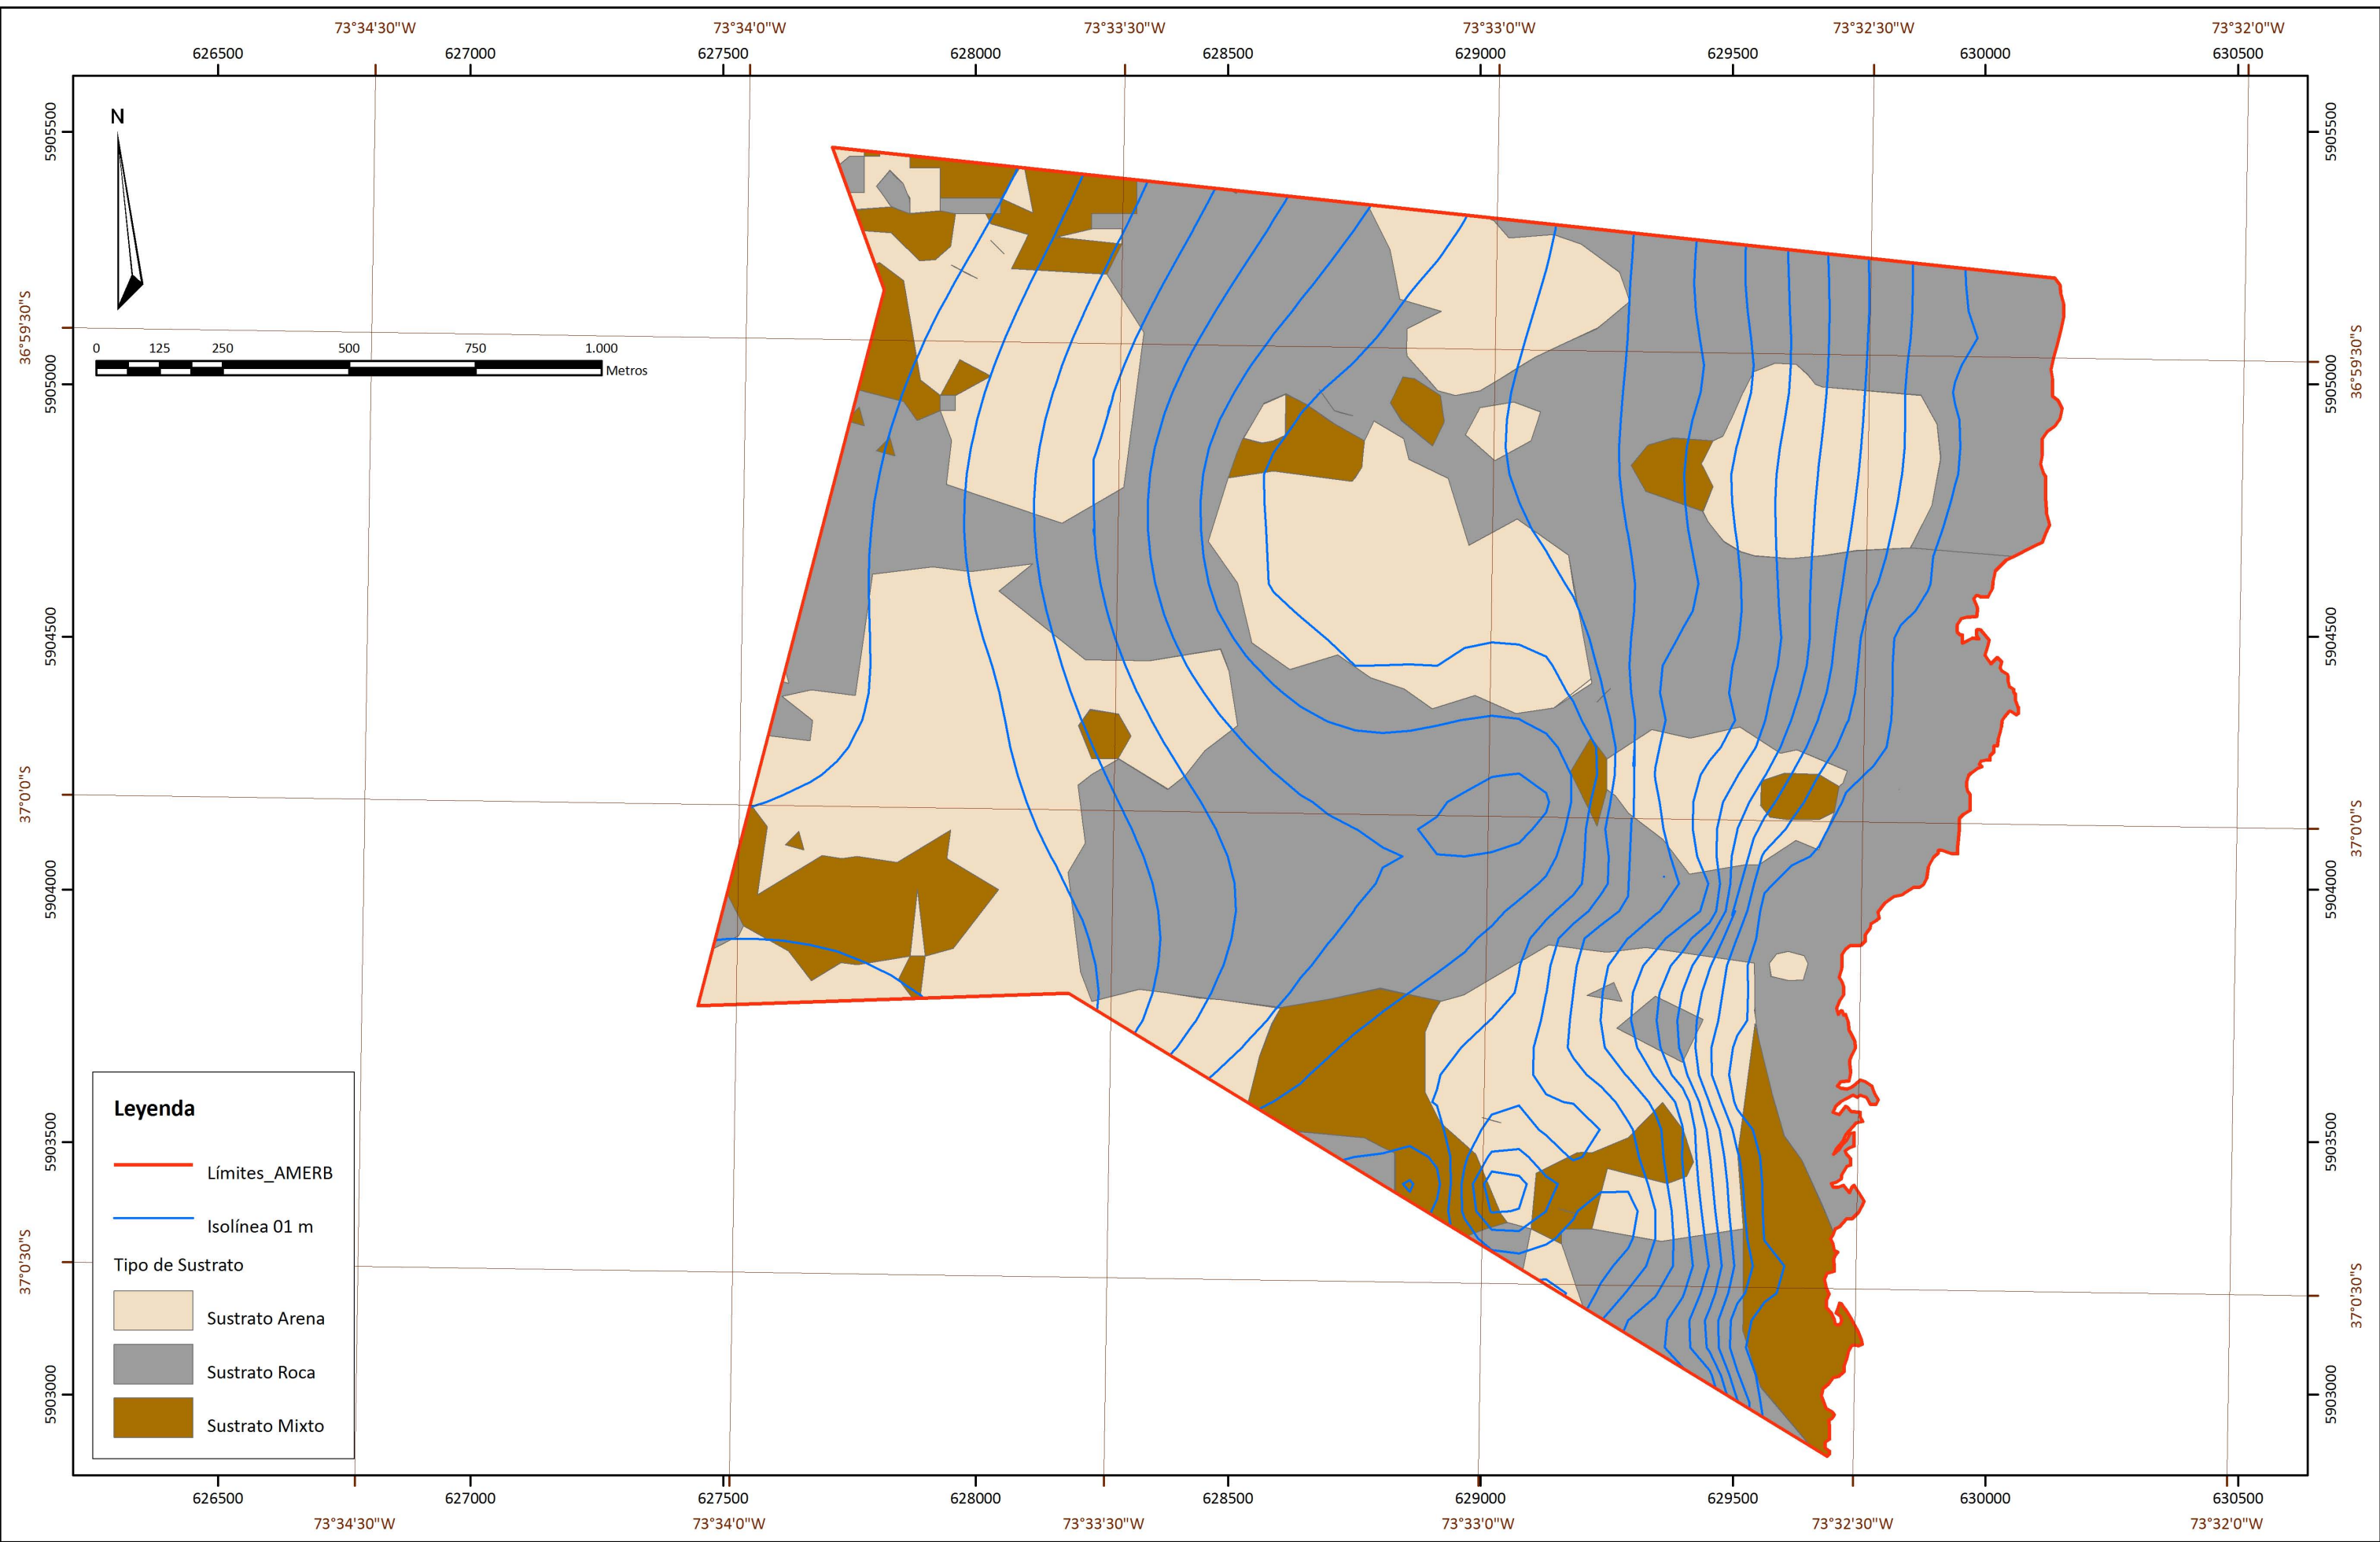 73°34'30"W 73°34'0"W 73°33'30"W 73°33'0"W 73°32'30"W 73°32'0"W
626500 627000 627500 628000 628500 629000 629500 630000 630500
N
5905500 5905500
36°59'30"S 36°59'30"S
0 125 250 500 750 1.000
Metros
5905000 5905000
5904500 5904500
37°0'0"S 37°0'0"S
5904000 5904000
5903500 5903500
37°0'30"S 37°0'30"S
5903000 5903000
Leyenda
Límites_AMERB
Isolínea 01 m
Tipo de Sustrato
Sustrato Arena
Sustrato Roca
Sustrato Mixto
626500 627000 627500 628000 628500 629000 629500 630000 630500
73°34'30"W 73°34'0"W 73°33'30"W 73°33'0"W 73°32'30"W 73°32'0"W